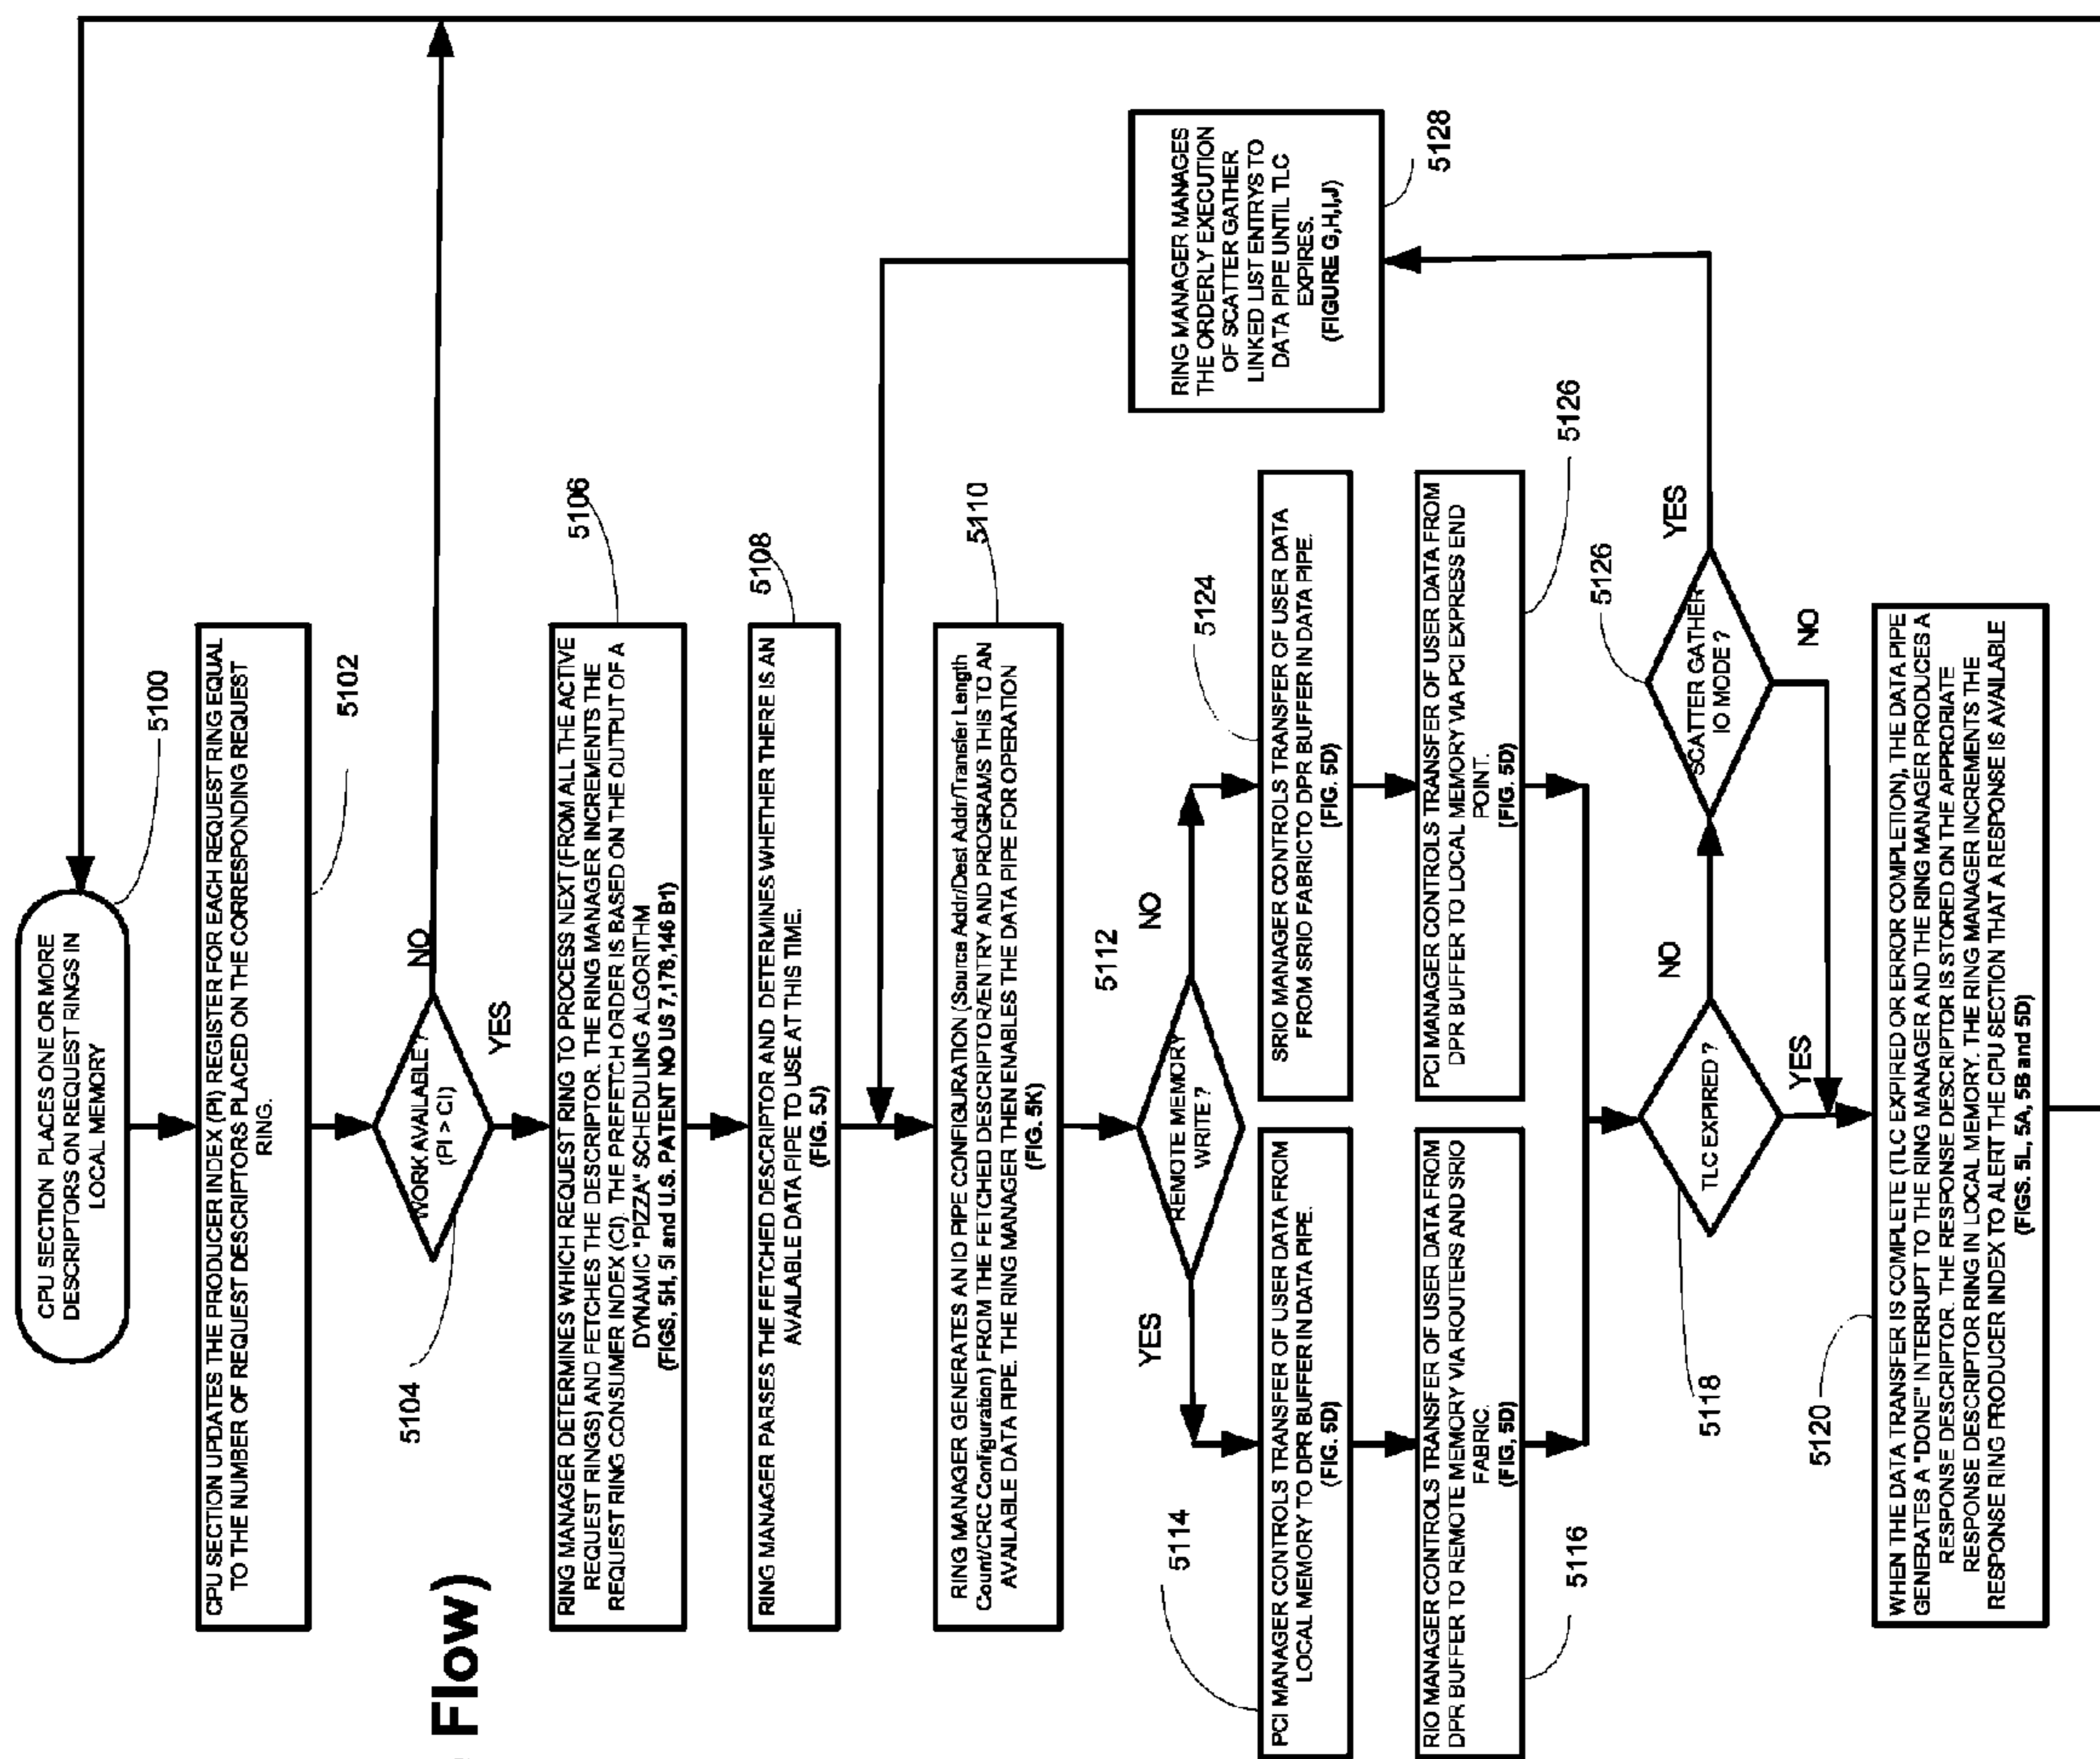 CPU SECTION PLACES ONE OR MORE
DESCRIPTORS ON REQUEST RINGS IN
LOCAL MEMORY
5100
CPU SECTION UPDATES THE PRODUCER INDEX (PI) REGISTER FOR EACH REQUEST RING EQUAL
TO THE NUMBER OF REQUEST DESCRIPTORS PLACED ON THE CORRESPONDING REQUEST
RING.
5102
WORK AVAILABLE ?
(PI > CI)
NO
YES
5104
Flow)
RING MANAGER DETERMINES WHICH REQUEST RING TO PROCESS NEXT (FROM ALL THE ACTIVE
REQUEST RINGS) AND FETCHES THE DESCRIPTOR. THE RING MANAGER INCREMENTS THE
REQUEST RING CONSUMER INDEX (CI). THE PREFETCH ORDER IS BASED ON THE OUTPUT OF A
DYNAMIC "PIZZA" SCHEDULING ALGORITHM
(FIGS, 5H, 5I and U.S. PATENT NO US 7,178,146 B1)
5106
RING MANAGER PARSES THE FETCHED DESCRIPTOR AND DETERMINES WHETHER THERE IS AN
AVAILABLE DATA PIPE TO USE AT THIS TIME.
(FIG. 5J)
5108
RING MANAGER GENERATES AN IO PIPE CONFIGURATION (Source Addr/Dest Addr/Transfer Length
Count/CRC Configuration) FROM THE FETCHED DESCRIPTOR/ENTRY AND PROGRAMS THIS TO AN
AVAILABLE DATA PIPE. THE RING MANAGER THEN ENABLES THE DATA PIPE FOR OPERATION
(FIG. 5K)
5110
REMOTE MEMORY
WRITE ?
5112
YES
NO
PCI MANAGER CONTROLS TRANSFER OF USER DATA FROM
LOCAL MEMORY TO DPR BUFFER IN DATA PIPE.
(FIG. 5D)
5114
SRIO MANAGER CONTROLS TRANSFER OF USER DATA
FROM SRIO FABRICTO DPR BUFFER IN DATA PIPE.
(FIG. 5D)
5124
RIO MANAGER CONTROLS TRANSFER OF USER DATA FROM
DPR BUFFER TO REMOTE MEMORY VIA ROUTERS AND SRIO
FABRIC.
(FIG, 5D)
5116
PCI MANAGER CONTROLS TRANSFER OF USER DATA FROM
DPR BUFFER TO LOCAL MEMORY VIA PCI EXPRESS END
POINT.
(FIG. 5D)
5126
TLC EXPIRED ?
5118
NO
YES
SCATTER GATHER
IO MODE ?
5126
YES
NO
RING MANAGER MANAGES
THE ORDERLY EXECUTION
OF SCATTER GATHER
LINKED LIST ENTRYS TO
DATA PIPE UNTIL TLC
EXPIRES.
(FIGURE G,H,I,J)
5128
WHEN THE DATA TRANSFER IS COMPLETE (TLC EXPIRED OR ERROR COMPLETION), THE DATA PIPE
GENERATES A "DONE" INTERRUPT TO THE RING MANAGER AND THE RING MANAGER PRODUCES A
RESPONSE DESCRIPTOR. THE RESPONSE DESCRIPTOR IS STORED ON THE APPORIATE
RESPONSE DESCRIPTOR RING IN LOCAL MEMORY. THE RING MANAGER INCREMENTS THE
RESPONSE RING PRODUCER INDEX TO ALERT THE CPU SECTION THAT A RESPONSE IS AVAILABLE
(FIGS. 5L, 5A, 5B and 5D)
5120